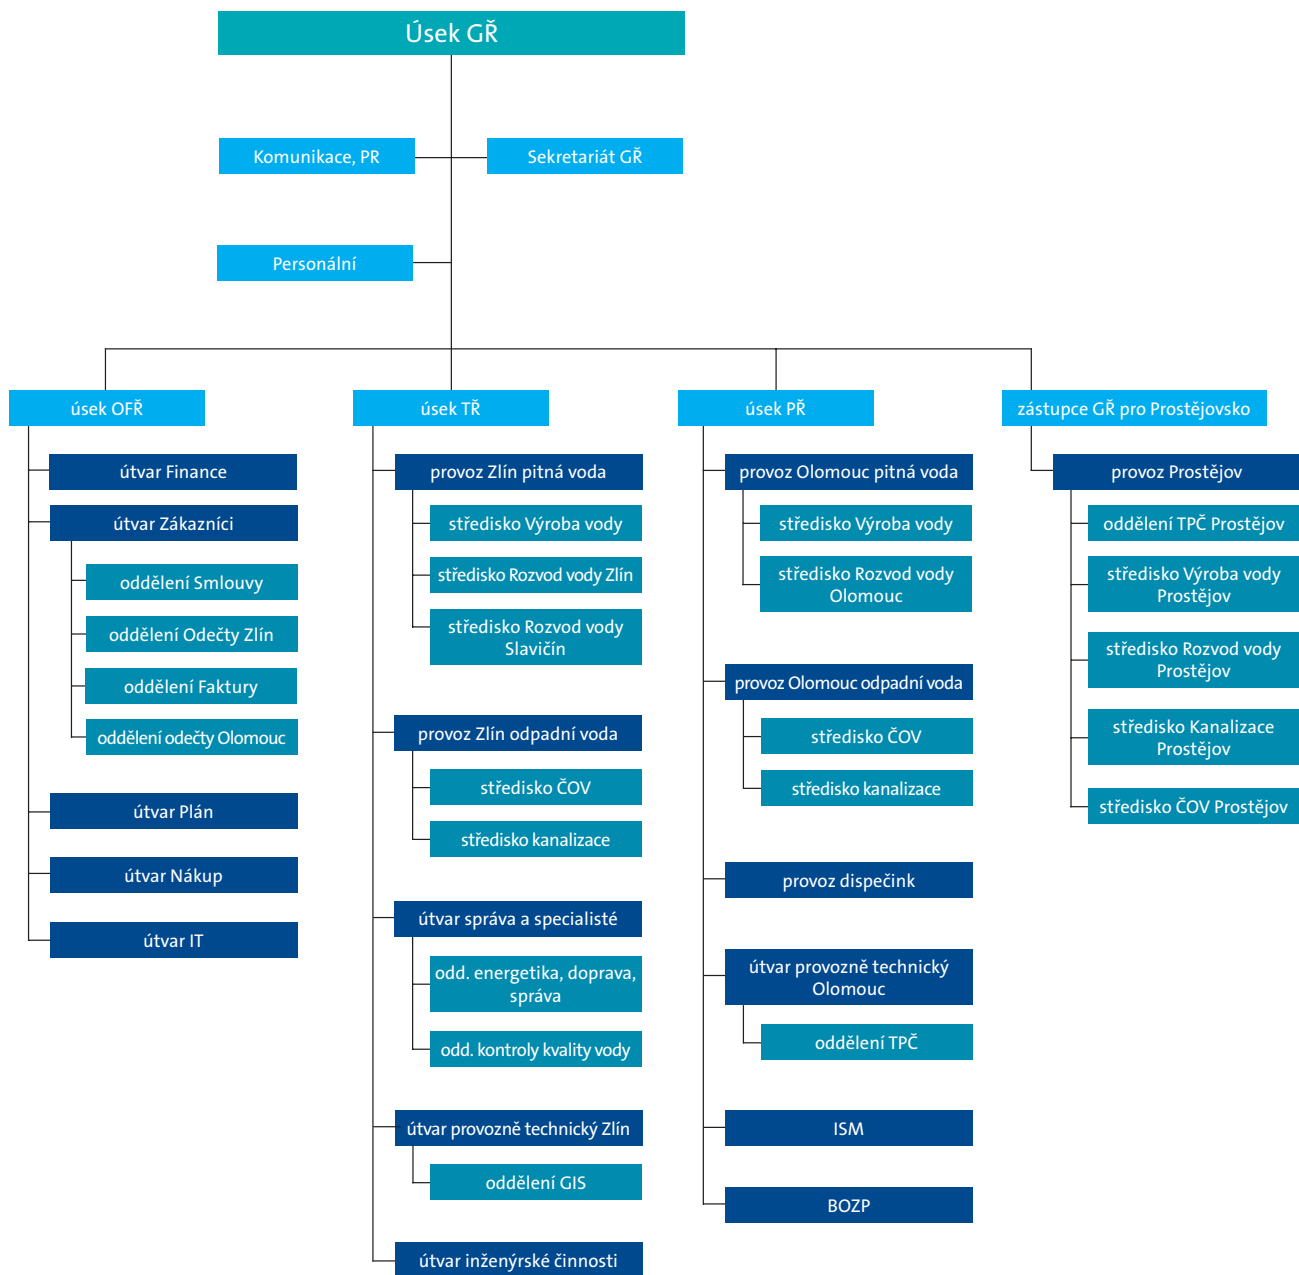 Úsek GŘ
Komunikace, PR
Sekretariát GŘ
Personální
úsek OFŘ
útvar Finance
útvar Zákazníci
oddělení Smlouvy
oddělení Odečty Zlín
oddělení Faktury
oddělení odečty Olomouc
útvar Plán
útvar Nákup
útvar IT
úsek TŘ
provoz Zlín pitná voda
středisko Výroba vody
středisko Rozvod vody Zlín
středisko Rozvod vody
Slavičín
provoz Zlín odpadní voda
středisko ČOV
středisko kanalizace
útvar správa a specialisté
odd. energetika, doprava,
správa
odd. kontroly kvality vody
útvar provozně technický Zlín
oddělení GIS
útvar inženýrské činnosti
úsek PŘ
provoz Olomouc pitná voda
středisko Výroba vody
středisko Rozvod vody
Olomouc
provoz Olomouc odpadní voda
středisko ČOV
středisko kanalizace
provoz dispečink
útvar provozně technický
Olomouc
oddělení TPČ
ISM
BOZP
zástupce GŘ pro Prostějovsko
provoz Prostějov
oddělení TPČ Prostějov
středisko Výroba vody
Prostějov
středisko Rozvod vody
Prostějov
středisko Kanalizace
Prostějov
středisko ČOV Prostějov